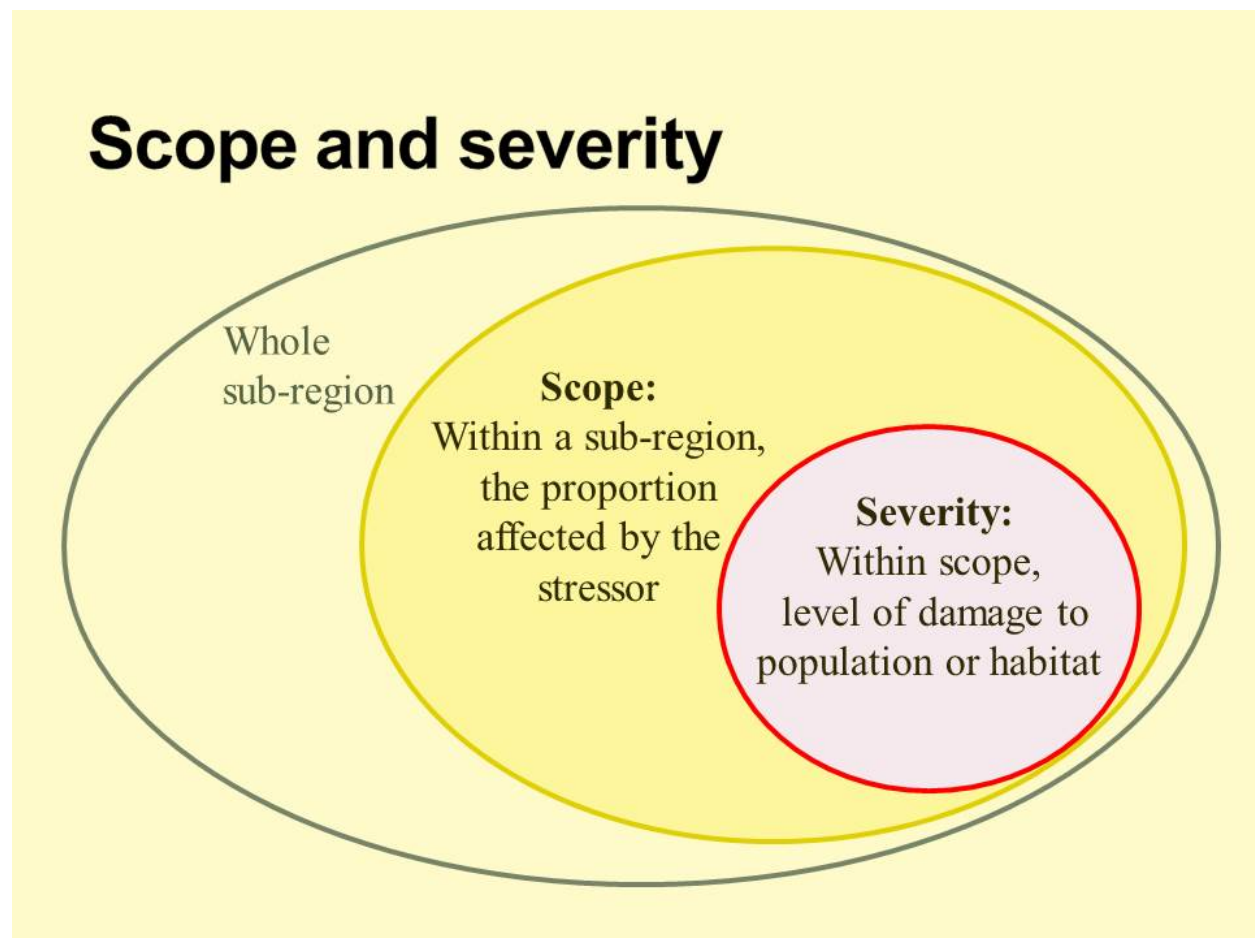 Scope and severity
Whole
sub-region
Scope:
Within a sub-region,
the proportion
affected by the
stressor
Severity:
Within scope,
level of damage to
population or habitat